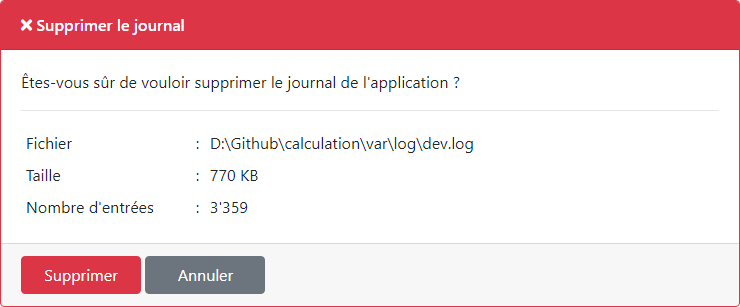 Supprimer le journal
Êtes-vous sûr de vouloir supprimer le journal de l'application ?
Fichier : D:\Github\calculation\var\log\dev.log
Taille : 770 KB
Nombre d'entrées : 3'359
Supprimer Annuler